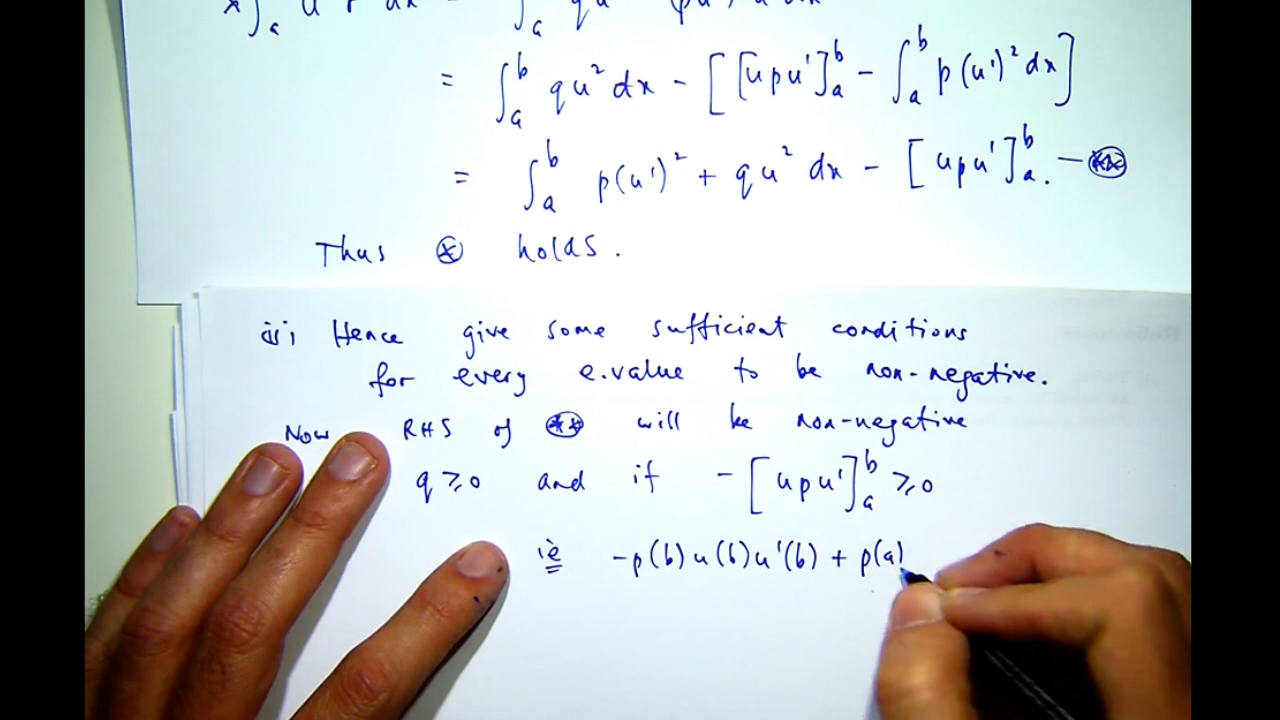 = ∫_a^b qu² dx - [ [upu']_a^b - ∫_a^b p(u')² dx ]
= ∫_a^b p(u')² + qu² dx - [upu']_a^b. — (**)
Thus (*) holds.
ii) Hence give some sufficient conditions
for every e.value to be non-negative.
Now RHS of (**) will be non-negative
q ≥ 0 and if - [upu']_a^b ≥ 0
ie -p(b)u(b)u'(b) + p(a)